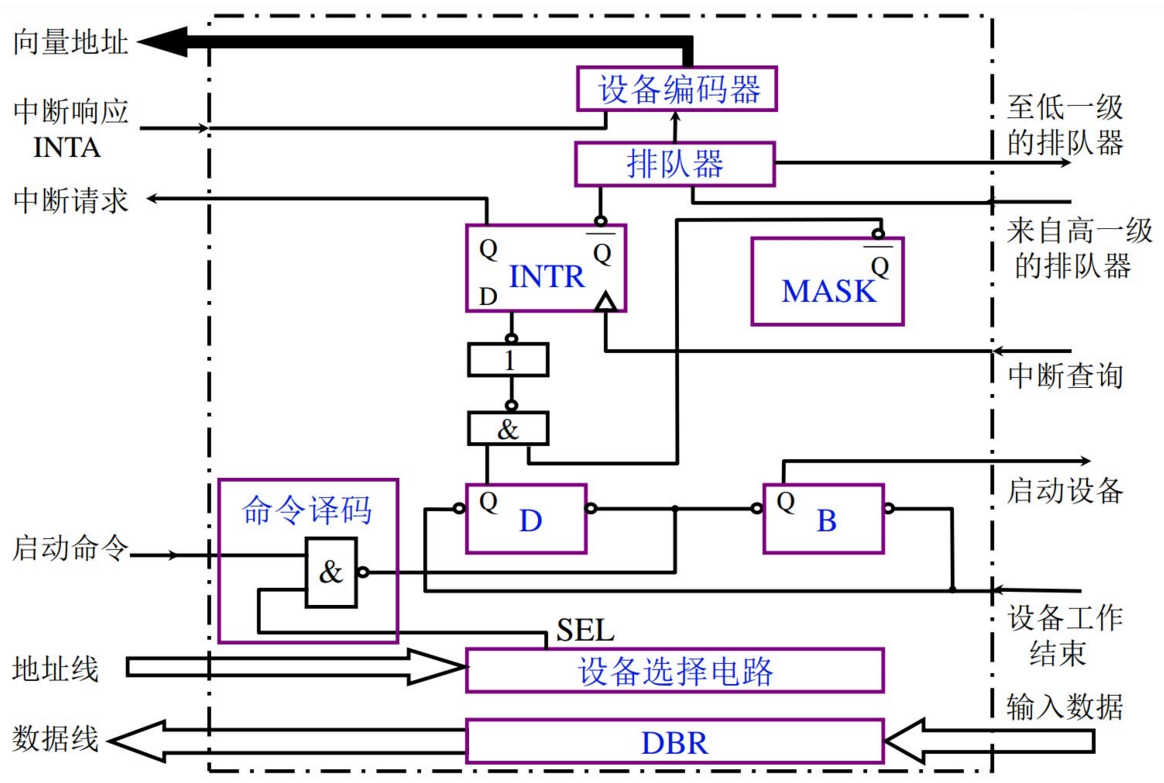 向量地址
设备编码器
中断响应
INTA
至低一级
的排队器
排队器
中断请求
来自高一级
的排队器
Q
Q
INTR
D
Q
MASK
1
中断查询
&
启动设备
命令译码
Q
D
Q
B
启动命令
&
设备工作
结束
SEL
地址线
设备选择电路
输入数据
数据线
DBR